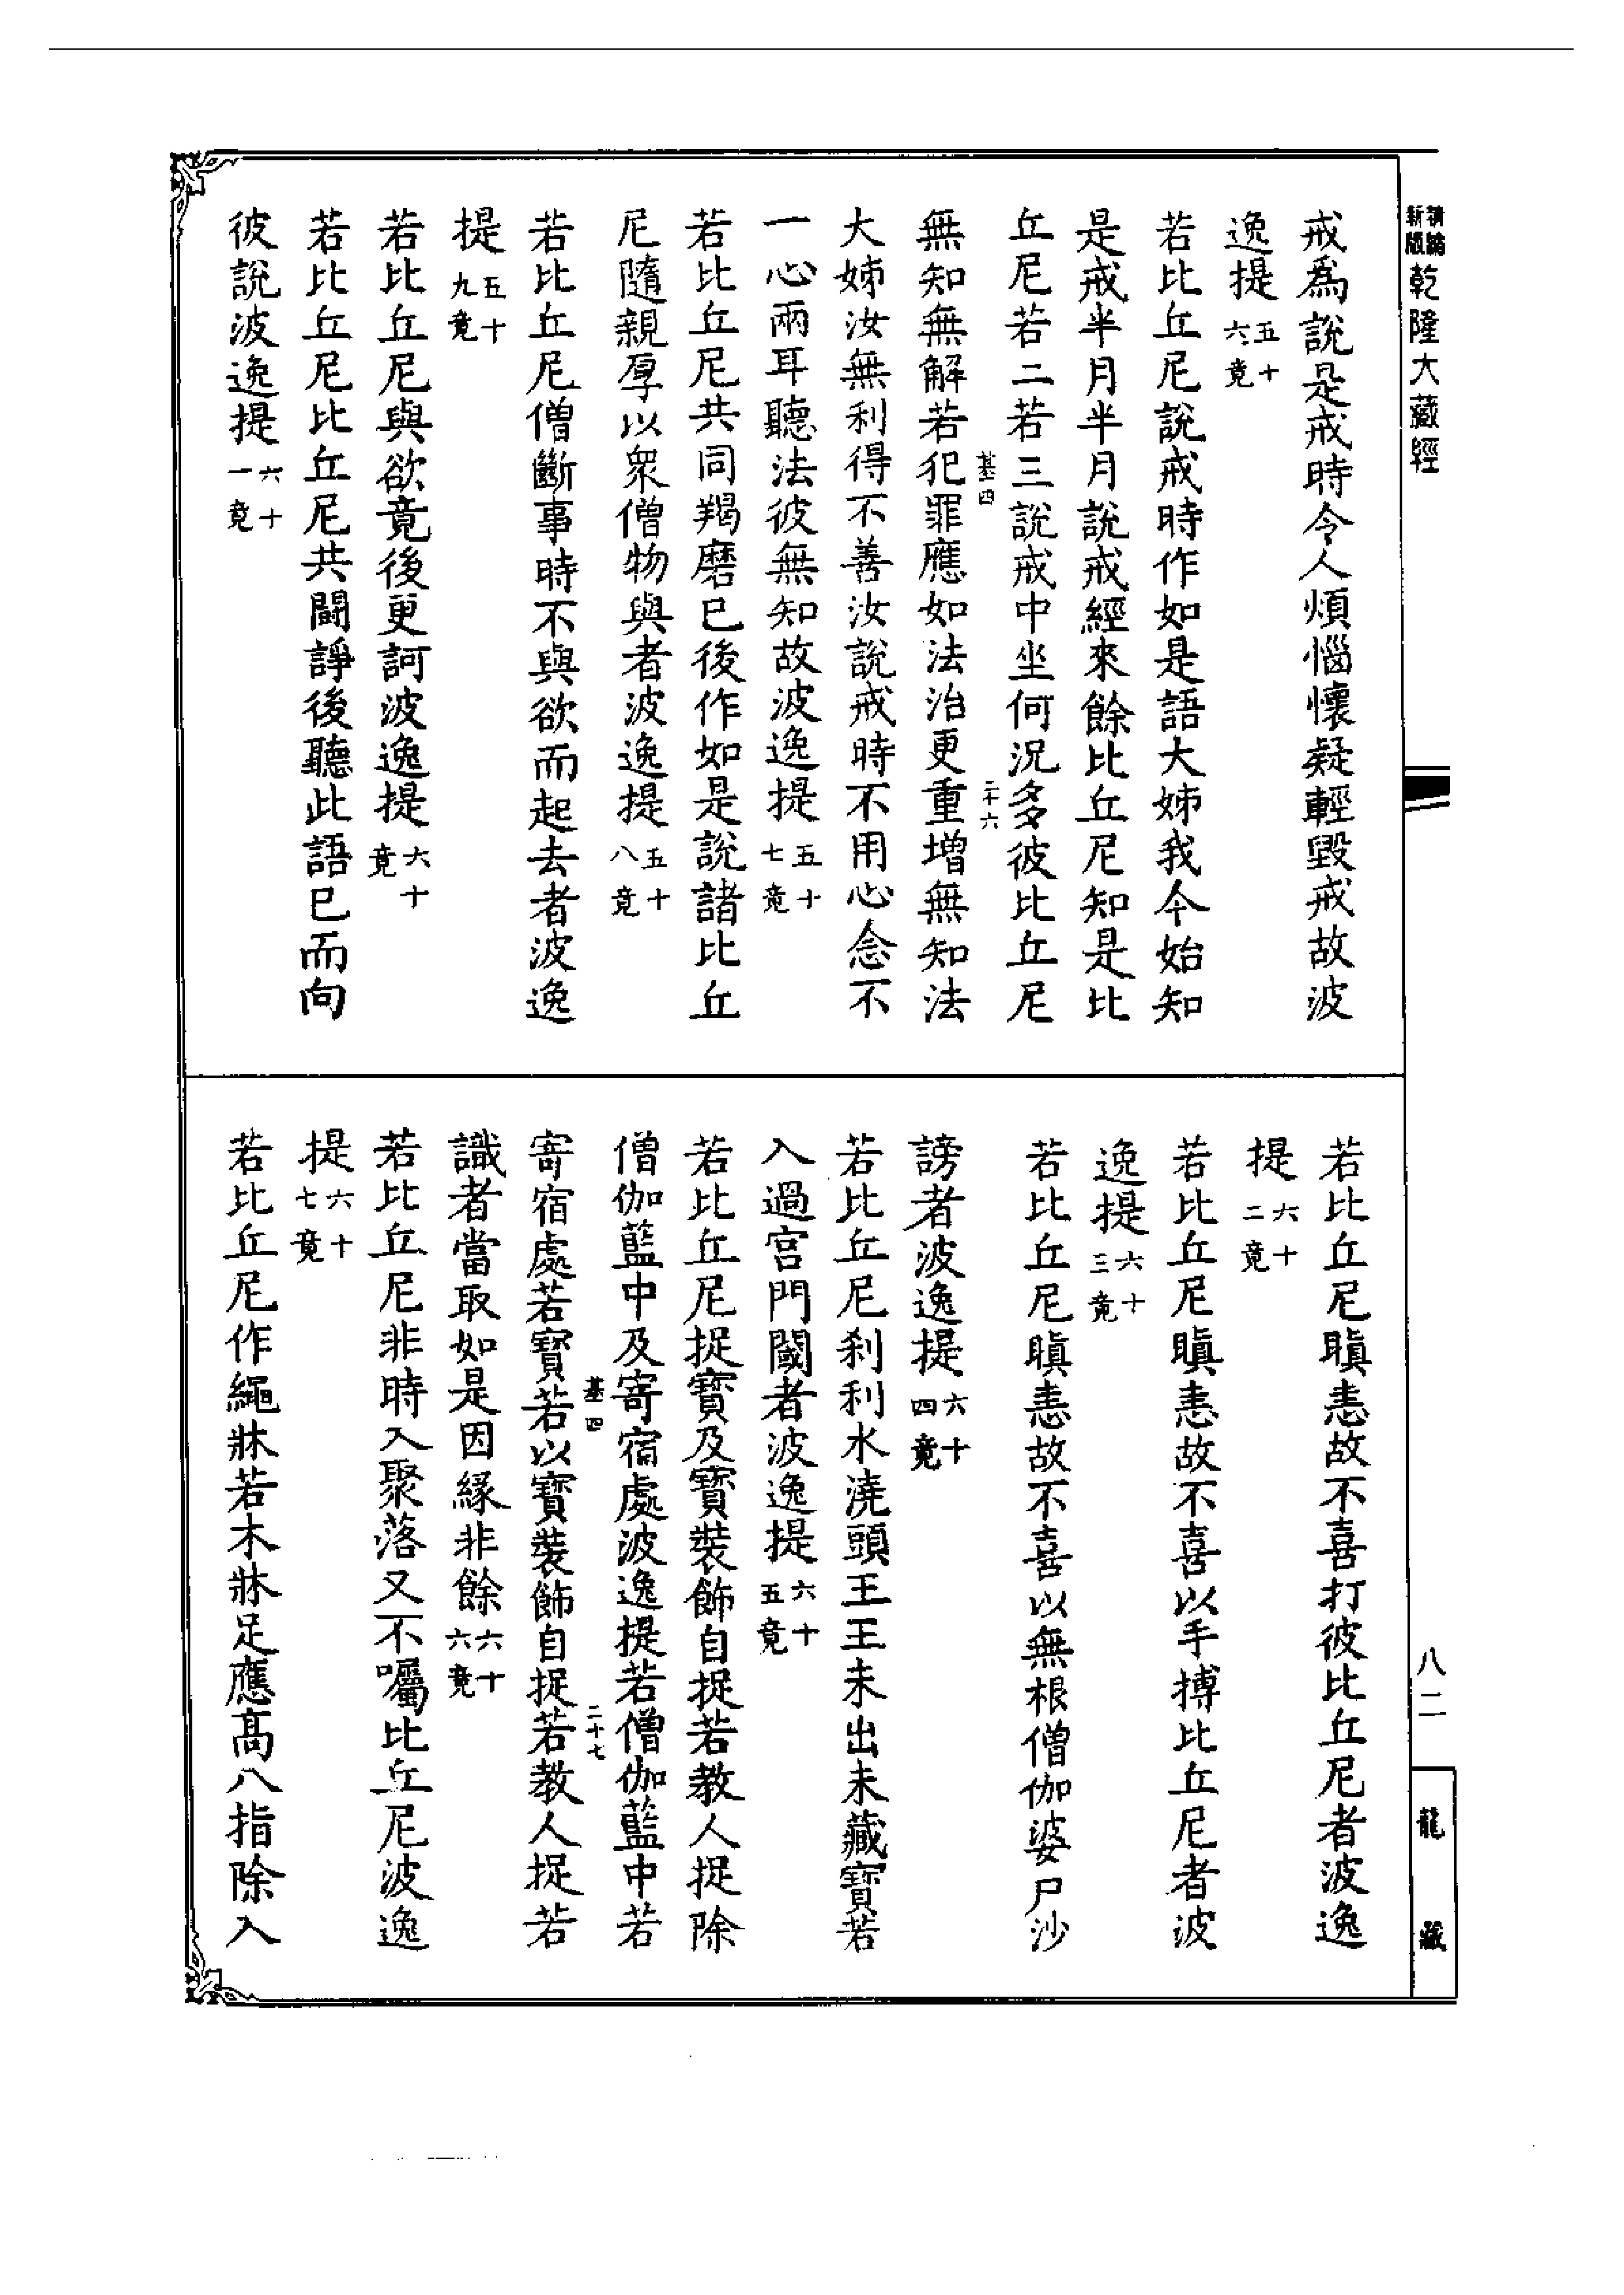 新編
新版
乾隆大藏經
戒為說是戒時令人煩惱懷疑輕毀戒故波
逸提五十六竟
若比丘尼說戒時作如是語大姊我今始知
是戒半月半月說戒經來餘比丘尼知是比
丘尼若二若三說戒中坐何況多彼比丘尼
基四
二十六
無知無解若犯罪應如法治更重增無知法
大姊汝無利得不善汝說戒時不用心念不
一心兩耳聽法彼無知故波逸提五十七竟
若比丘尼共同羯磨已後作如是說諸比丘
尼隨親厚以眾僧物與者波逸提五十八竟
若比丘尼僧斷事時不與欲而起去者波逸
提五十九竟
若比丘尼與欲竟後更訶波逸提六十竟
若比丘尼比丘尼共鬪諍後聽此語已而向
彼說波逸提六十一竟
若比丘尼瞋恚故不喜打彼比丘尼者波逸
提六十二竟
若比丘尼瞋恚故不喜以手搏比丘尼者波
逸提六十三竟
若比丘尼瞋恚故不喜以無根僧伽婆尸沙
謗者波逸提六十四竟
若比丘尼剎利水澆頭王王未出未藏寶若
入過宮門閾者波逸提六十五竟
若比丘尼捉寶及寶裝飾自捉若教人捉除
僧伽藍中及寄宿處波逸提若僧伽藍中若
基四
二十七
寄宿處若寶若以寶裝飾自捉若教人捉若
識者當取如是因緣非餘六十六竟
若比丘尼非時入聚落又不囑比丘尼波逸
提六十七竟
若比丘尼作繩牀若木牀足應高八指除入
八二
龍藏